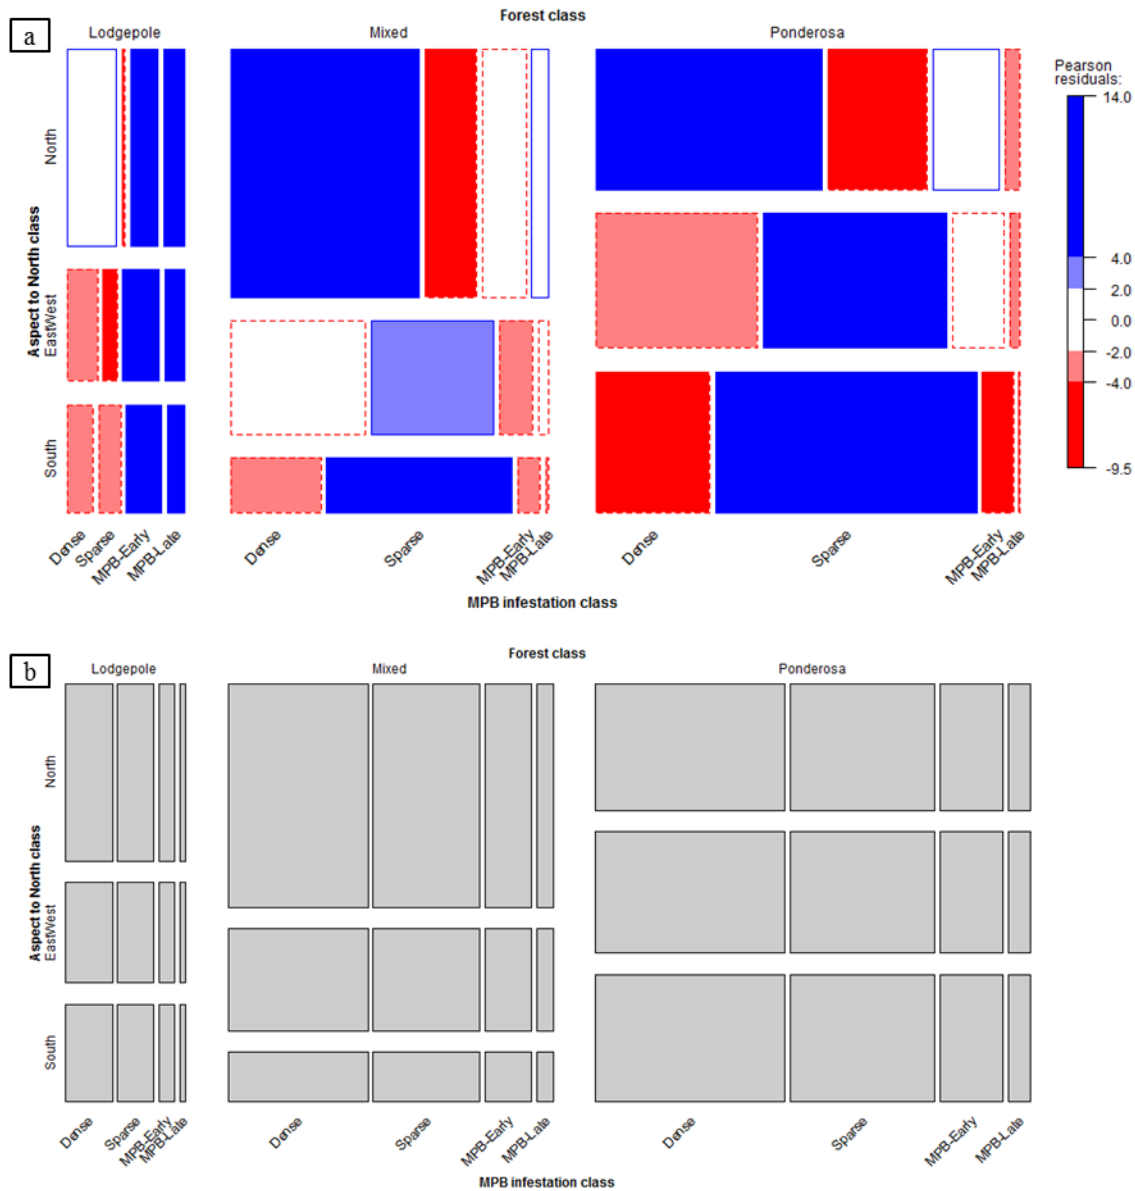 a
Forest class
Lodgepole Mixed Ponderosa
Pearson
residuals:
14.0
4.0
2.0
0.0
-2.0
-4.0
-9.5
Aspect to North class
North
EastWest
South
Dense Sparse MPB-Early MPB-Late Dense Sparse MPB-Early MPB-Late Dense Sparse MPB-Early MPB-Late
MPB infestation class
b
Forest class
Lodgepole Mixed Ponderosa
Aspect to North class
North
EastWest
South
Dense Sparse MPB-Early MPB-Late Dense Sparse MPB-Early MPB-Late Dense Sparse MPB-Early MPB-Late
MPB infestation class